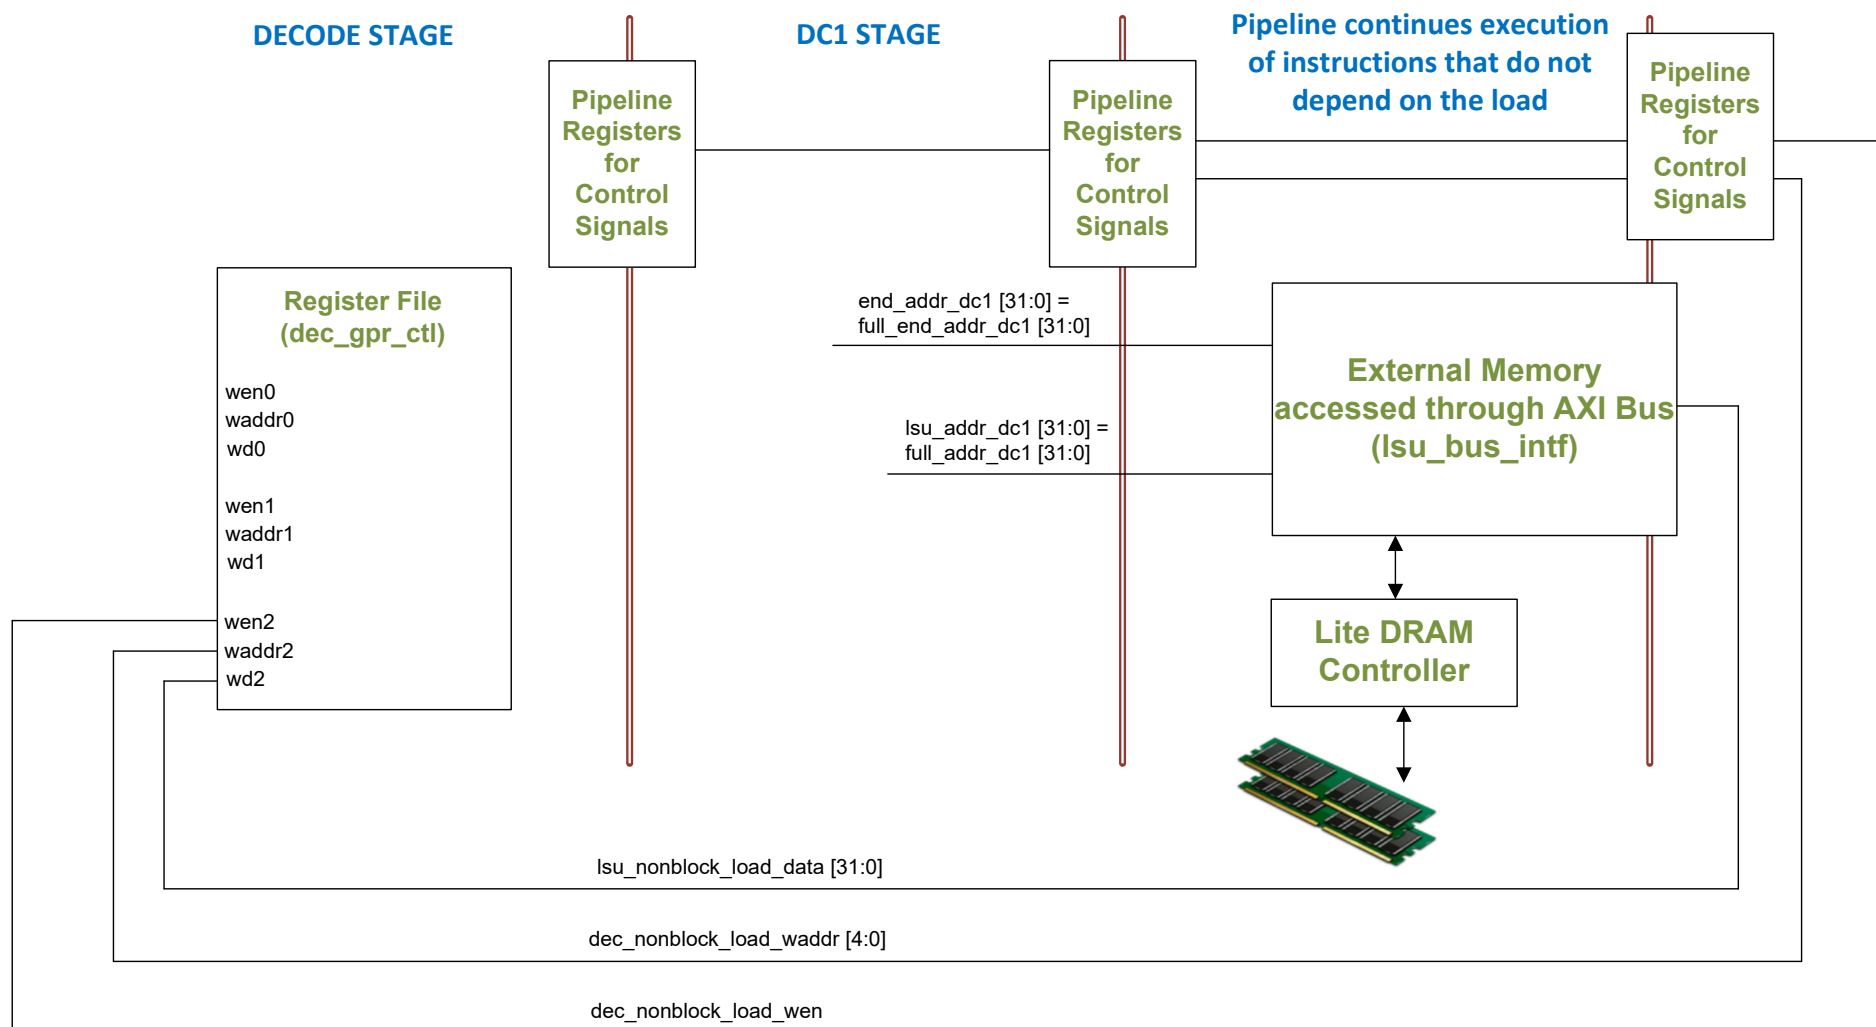 DECODE STAGE
DC1 STAGE
Pipeline continues execution
of instructions that do not
depend on the load
Pipeline
Registers
for
Control
Signals
Pipeline
Registers
for
Control
Signals
Pipeline
Registers
for
Control
Signals
Register File
(dec_gpr_ctl)
wen0
waddr0
wd0
wen1
waddr1
wd1
wen2
waddr2
wd2
end_addr_dc1 [31:0] =
full_end_addr_dc1 [31:0]
lsu_addr_dc1 [31:0] =
full_addr_dc1 [31:0]
External Memory
accessed through AXI Bus
(lsu_bus_intf)
Lite DRAM
Controller
lsu_nonblock_load_data [31:0]
dec_nonblock_load_waddr [4:0]
dec_nonblock_load_wen